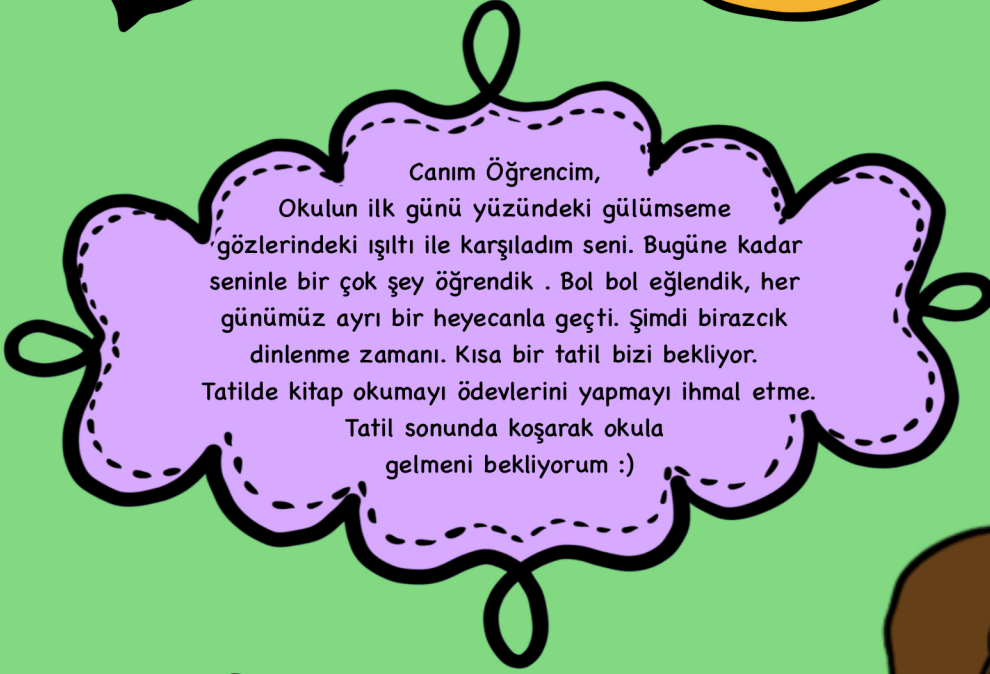 Canım Öğrencim,
Okulun ilk günü yüzündeki gülümseme
gözlerindeki ışıltı ile karşıladım seni. Bugüne kadar
seninle bir çok şey öğrendik . Bol bol eğlendik, her
günümüz ayrı bir heyecanla geçti. Şimdi birazcık
dinlenme zamanı. Kısa bir tatil bizi bekliyor.
Tatilde kitap okumayı ödevlerini yapmayı ihmal etme.
Tatil sonunda koşarak okula
gelmeni bekliyorum :)